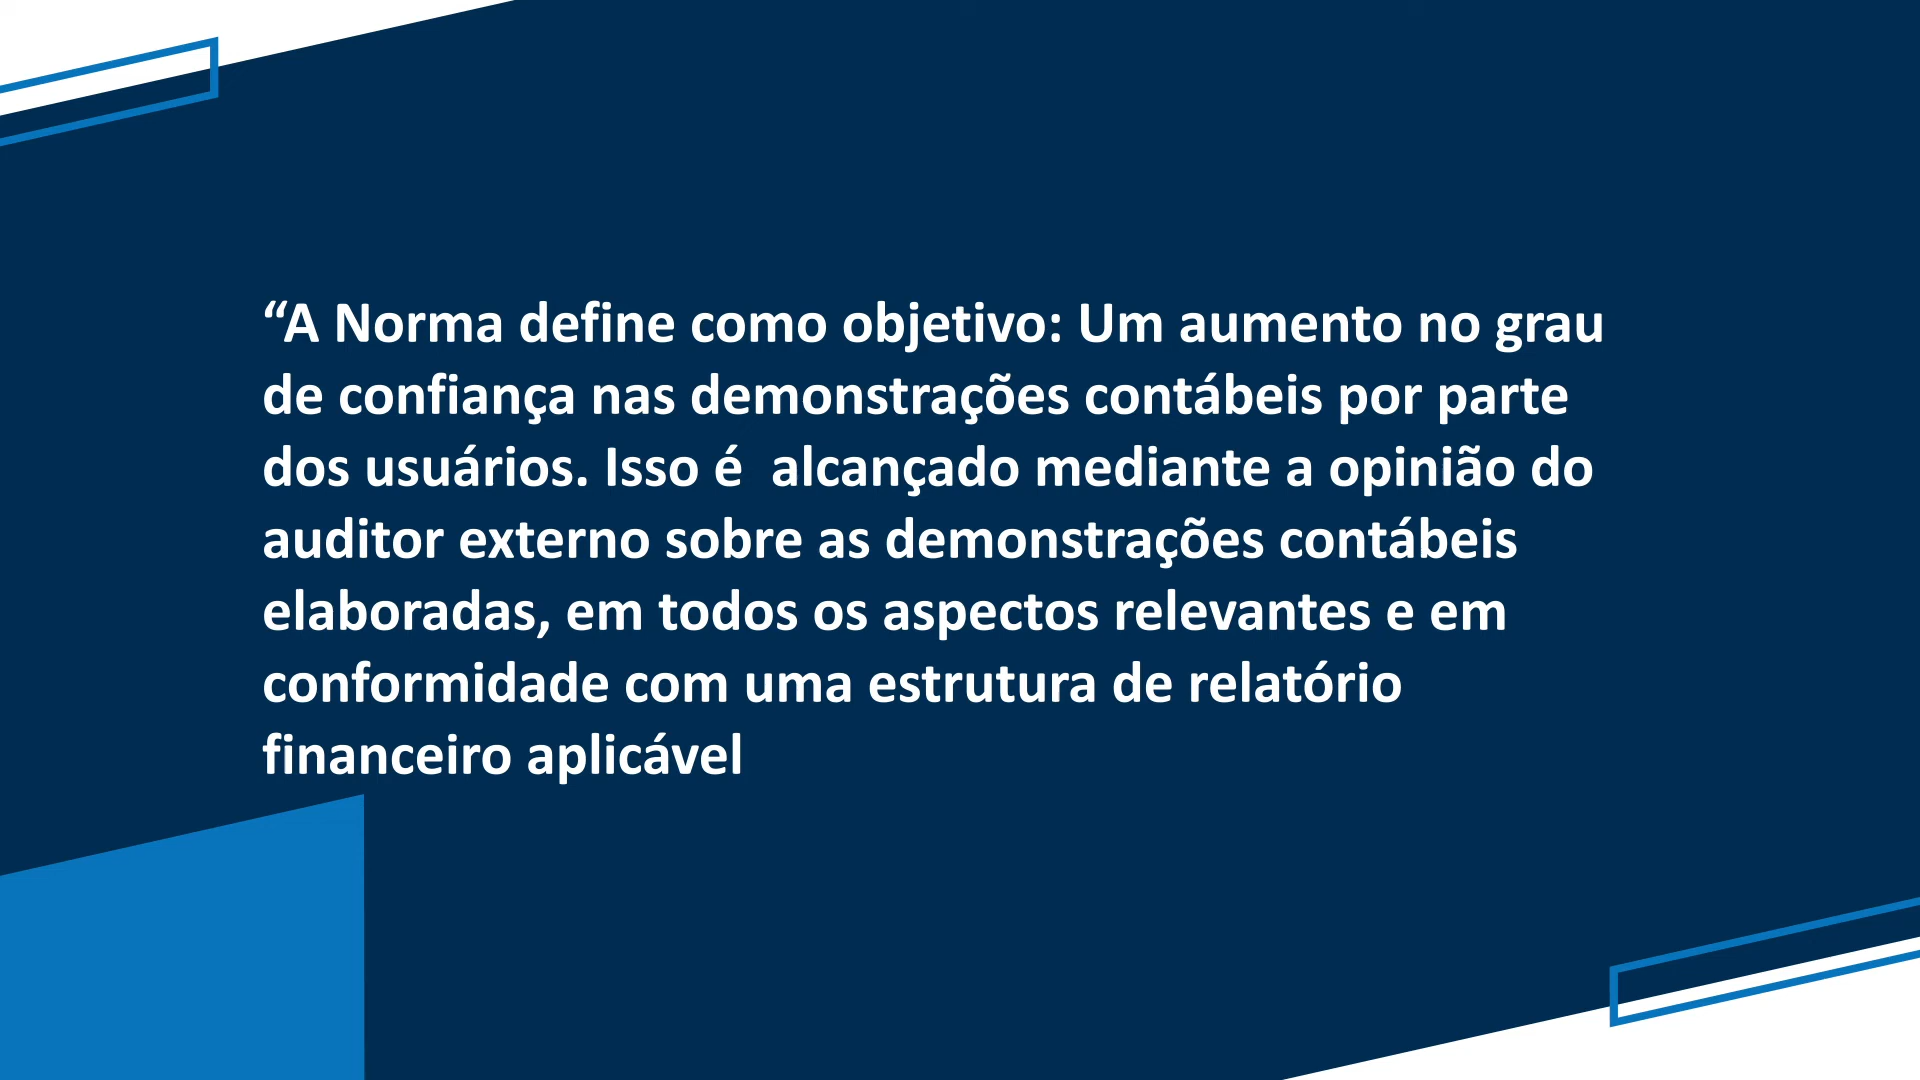 “A Norma define como objetivo: Um aumento no grau
de confiança nas demonstrações contábeis por parte
dos usuários. Isso é  alcançado mediante a opinião do
auditor externo sobre as demonstrações contábeis
elaboradas, em todos os aspectos relevantes e em
conformidade com uma estrutura de relatório
financeiro aplicável